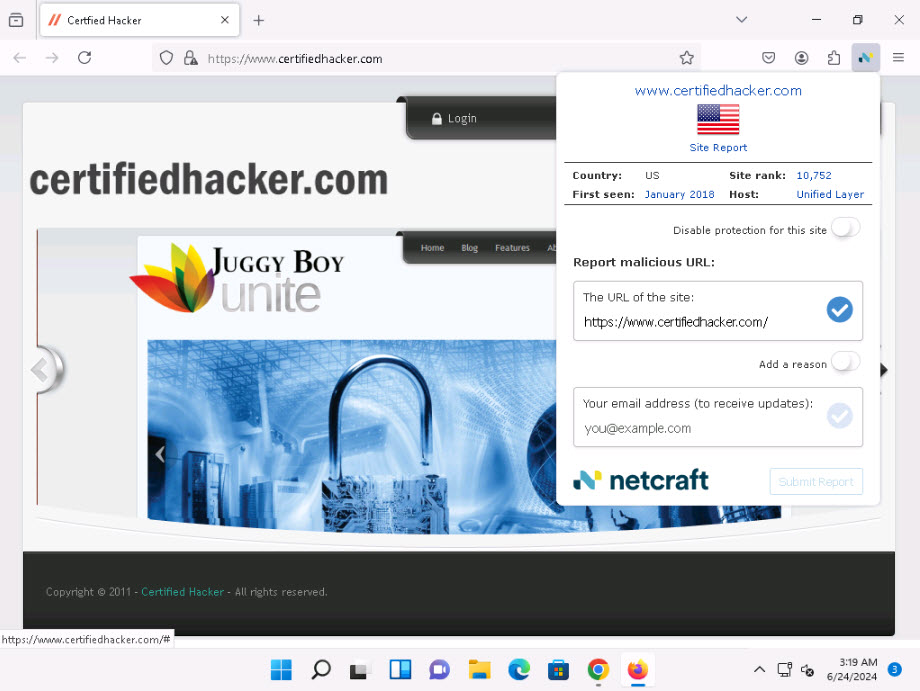 Certfied Hacker
https://www.certifiedhacker.com
Login
certifiedhacker.com
Home Blog Features
JUGGY BOY
unite
www.certifiedhacker.com
Site Report
Country: US Site rank: 10,752
First seen: January 2018 Host: Unified Layer
Disable protection for this site
Report malicious URL:
The URL of the site:
https://www.certifiedhacker.com/
Add a reason
Your email address (to receive updates):
you@example.com
netcraft
Submit Report
Copyright © 2011 - Certified Hacker - All rights reserved.
https://www.certifiedhacker.com/#
3:19 AM
6/24/2024
3